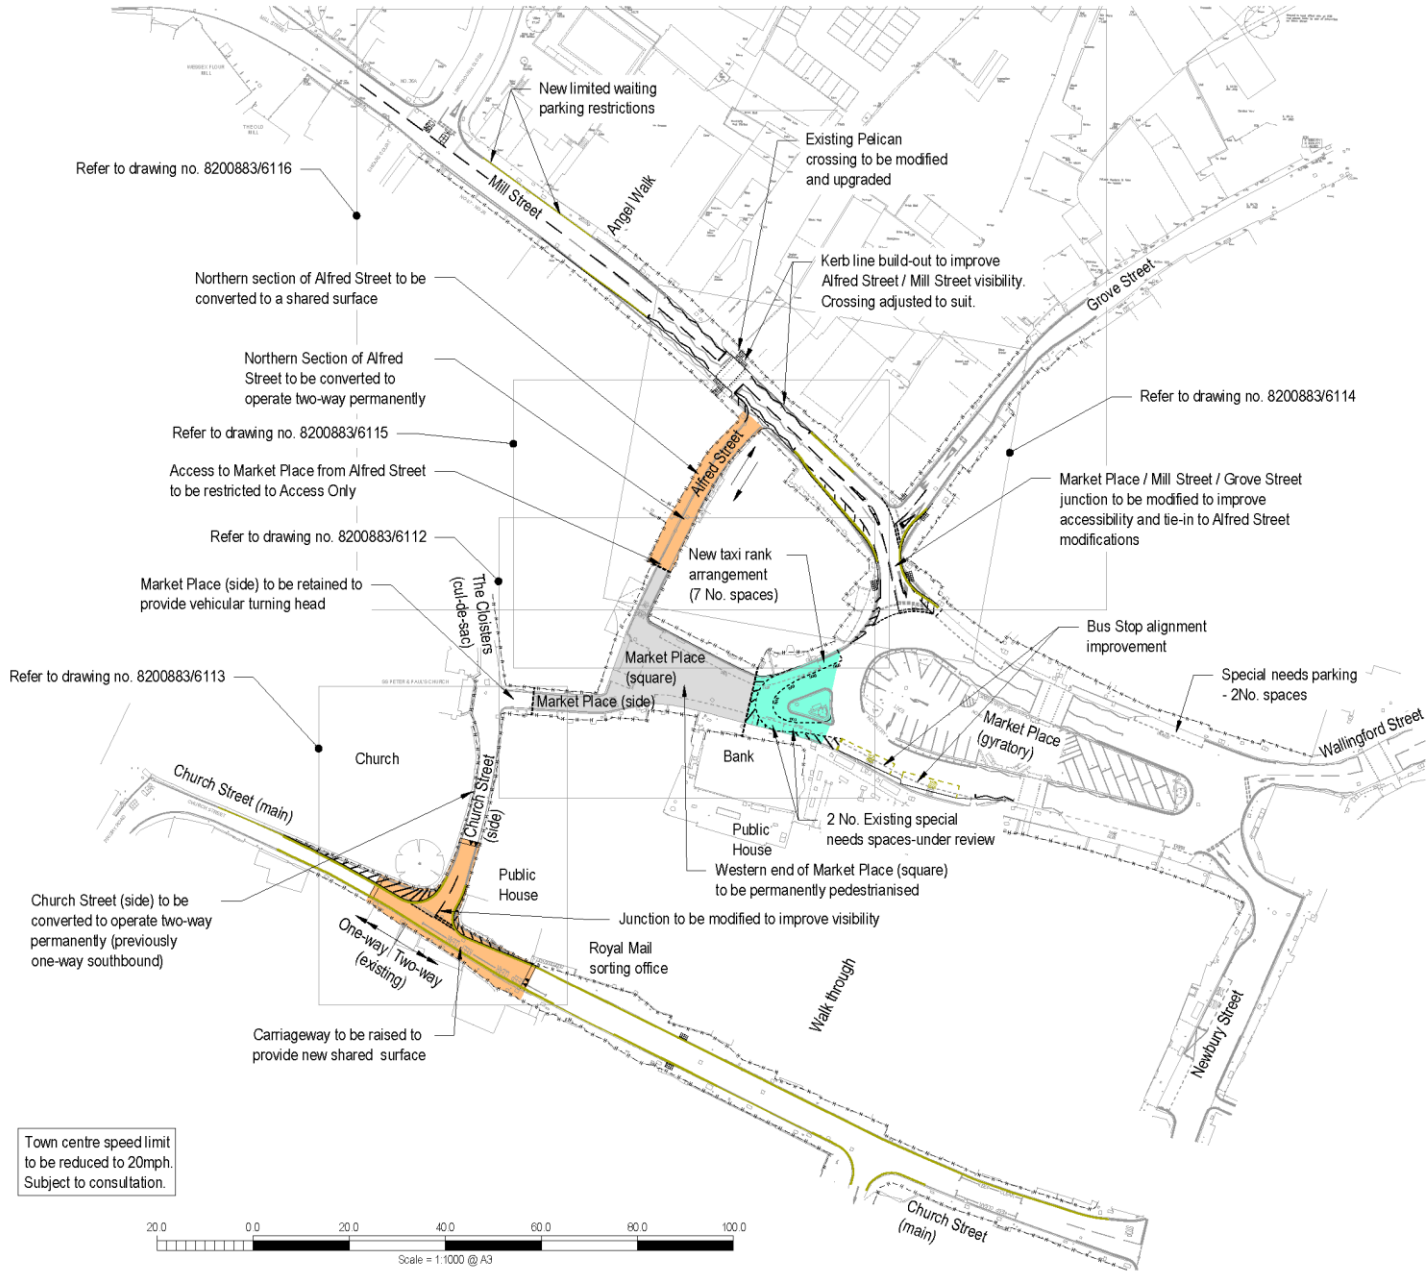 New limited waiting
parking restrictions
Existing Pelican
crossing to be modified
and upgraded
Refer to drawing no. 8200883/6116
Mill Street
Angel Walk
Kerb line build-out to improve
Alfred Street / Mill Street visibility.
Crossing adjusted to suit.
Grove Street
Northern section of Alfred Street to be
converted to a shared surface
Northern Section of Alfred
Street to be converted to
operate two-way permanently
Refer to drawing no. 8200883/6114
Refer to drawing no. 8200883/6115
Alfred Street
Access to Market Place from Alfred Street
to be restricted to Access Only
Market Place / Mill Street / Grove Street
junction to be modified to improve
accessibility and tie-in to Alfred Street
modifications
Refer to drawing no. 8200883/6112
New taxi rank
arrangement
(7 No. spaces)
Market Place (side) to be retained to
provide vehicular turning head
The Cloisters
(cul-de-sac)
Bus Stop alignment
improvement
Market Place
(square)
Special needs parking
- 2No. spaces
Refer to drawing no. 8200883/6113
Market Place (side)
Market Place
(gyratory)
Wallingford Street
Church
Bank
Church Street (main)
Church Street
(side)
Public
House
2 No. Existing special
needs spaces-under review
Western end of Market Place (square)
to be permanently pedestrianised
Public
House
Church Street (side) to be
converted to operate two-way
permanently (previously
one-way southbound)
Junction to be modified to improve visibility
One-way
(existing)
Two-way
Royal Mail
sorting office
Walk through
Newbury Street
Carriageway to be raised to
provide new shared surface
Town centre speed limit
to be reduced to 20mph.
Subject to consultation.
Church Street
(main)
20.0 0.0 20.0 40.0 60.0 80.0 100.0
Scale = 1:1000 @ A3